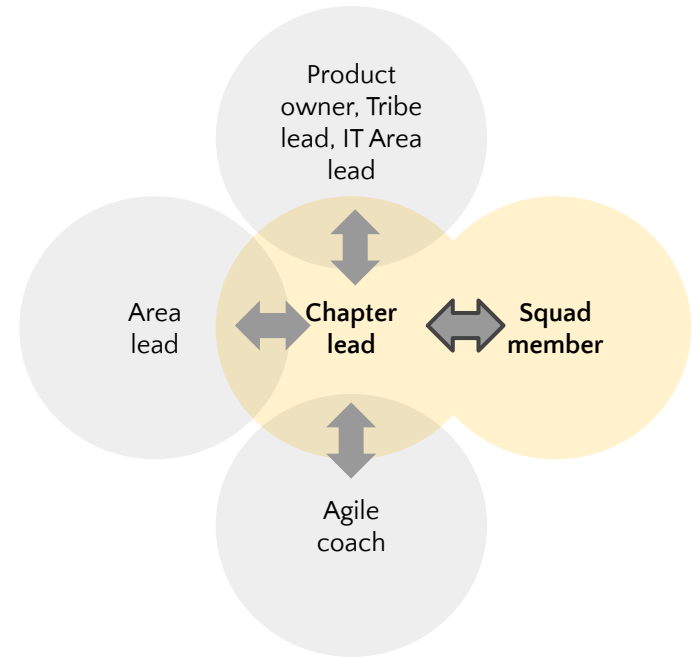 Product
owner, Tribe
lead, IT Area
lead
Area
lead
Chapter
lead
Squad
member
Agile
coach